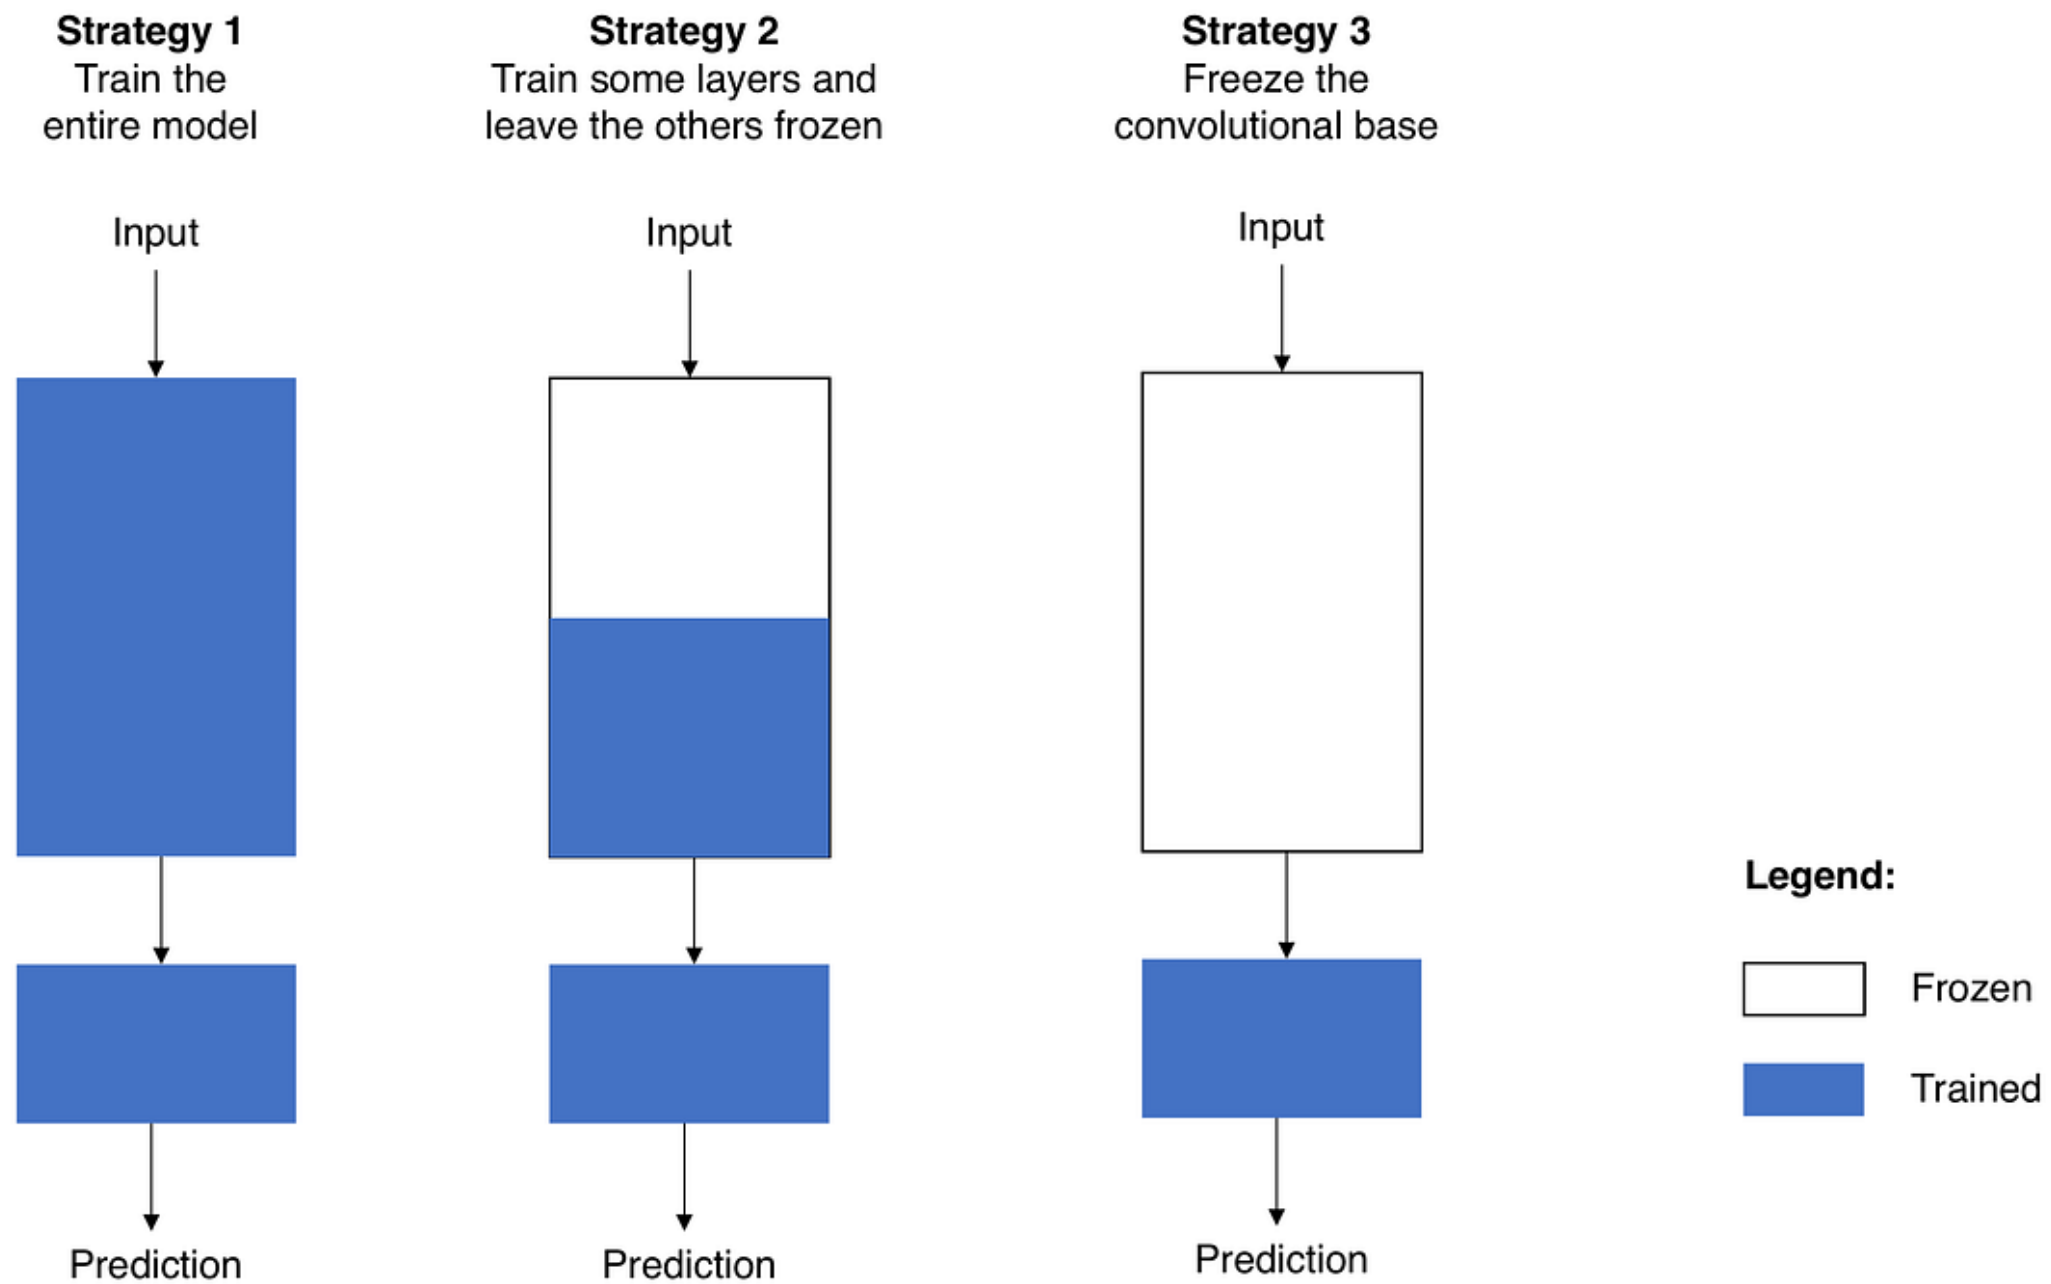 Strategy 1
Train the
entire model
Input
Prediction
Strategy 2
Train some layers and
leave the others frozen
Input
Prediction
Strategy 3
Freeze the
convolutional base
Input
Prediction
Legend:
Frozen
Trained